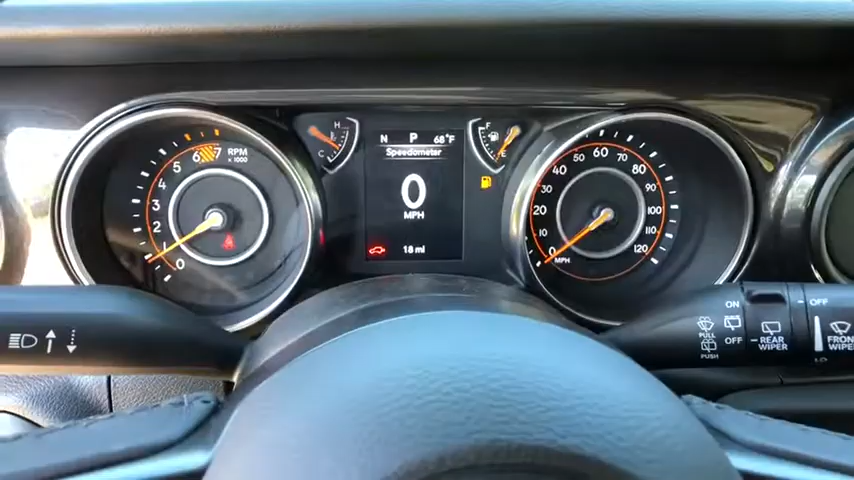 RPM
x1000
0
1
2
3
4
5
6
7
H
C
N P 68°F
Speedometer
0
MPH
18 mi
F
E
0
10
20
30
40
50
60
70
80
90
100
110
120
MPH
ON
OFF
PULL
PUSH
OFF
REAR
WIPER
FRONT
WIPER
LO